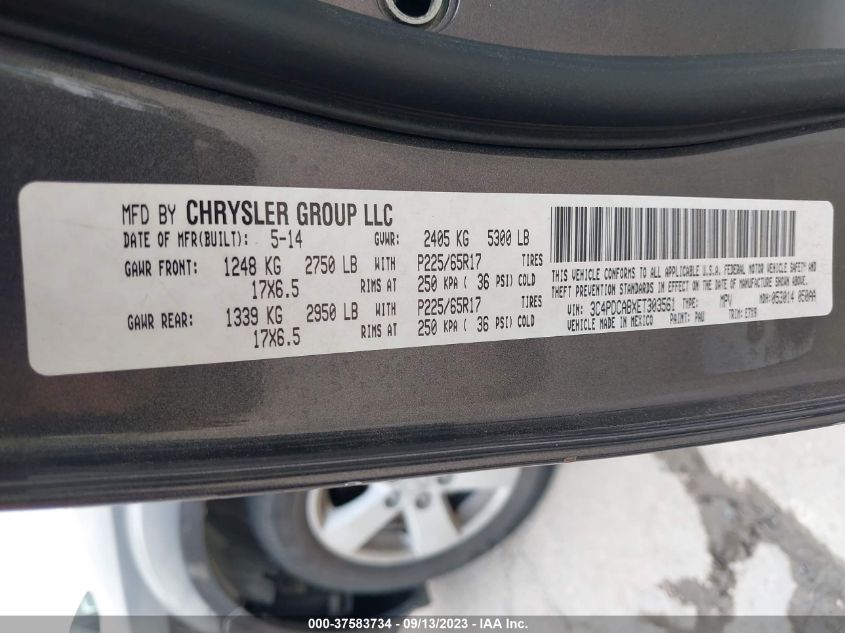 MFD BY CHRYSLER GROUP LLC
DATE OF MFR(BUILT): 5-14 GVWR: 2405 KG 5300 LB
GAWR FRONT: 1248 KG 2750 LB WITH P225/65R17 TIRES
17X6.5 RIMS AT 250 KPA ( 36 PSI) COLD
GAWR REAR: 1339 KG 2950 LB WITH P225/65R17 TIRES
17X6.5 RIMS AT 250 KPA ( 36 PSI) COLD
THIS VEHICLE CONFORMS TO ALL APPLICABLE U.S.A. FEDERAL MOTOR VEHICLE SAFETY AND
THEFT PREVENTION STANDARDS IN EFFECT ON THE DATE OF MANUFACTURE SHOWN ABOVE.
VIN: 3C4PDCABXET303561 TYPE: MPV MDH: 053014 050AA
VEHICLE MADE IN MEXICO PAINT: PAU TRIM:
000-37583734 - 09/13/2023 - IAA Inc.